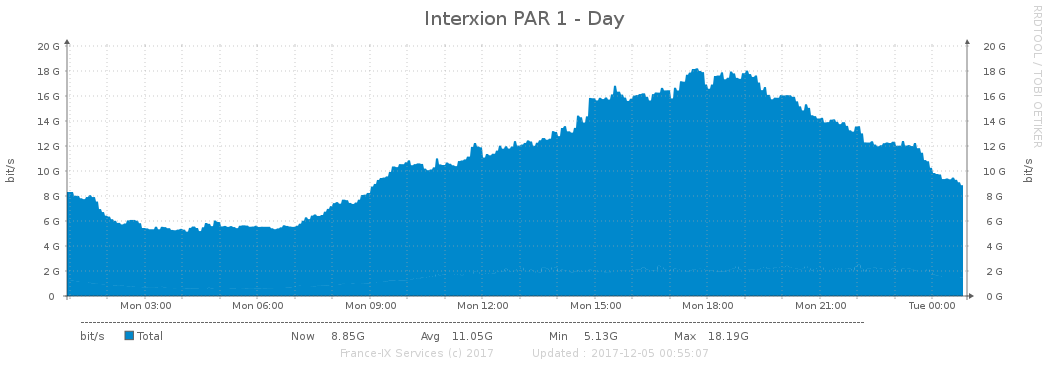 Interxion PAR 1 - Day
RRDTOOL / TOBI OETIKER
bit/s
20 G 20 G
18 G 18 G
16 G 16 G
14 G 14 G
12 G 12 G
10 G 10 G
8 G 8 G
6 G 6 G
4 G 4 G
2 G 2 G
0 0 G
bit/s
Mon 03:00 Mon 06:00 Mon 09:00 Mon 12:00 Mon 15:00 Mon 18:00 Mon 21:00 Tue 00:00
bit/s Total Now 8.85G Avg 11.05G Min 5.13G Max 18.19G
France-IX Services (c) 2017 Updated : 2017-12-05 00:55:07